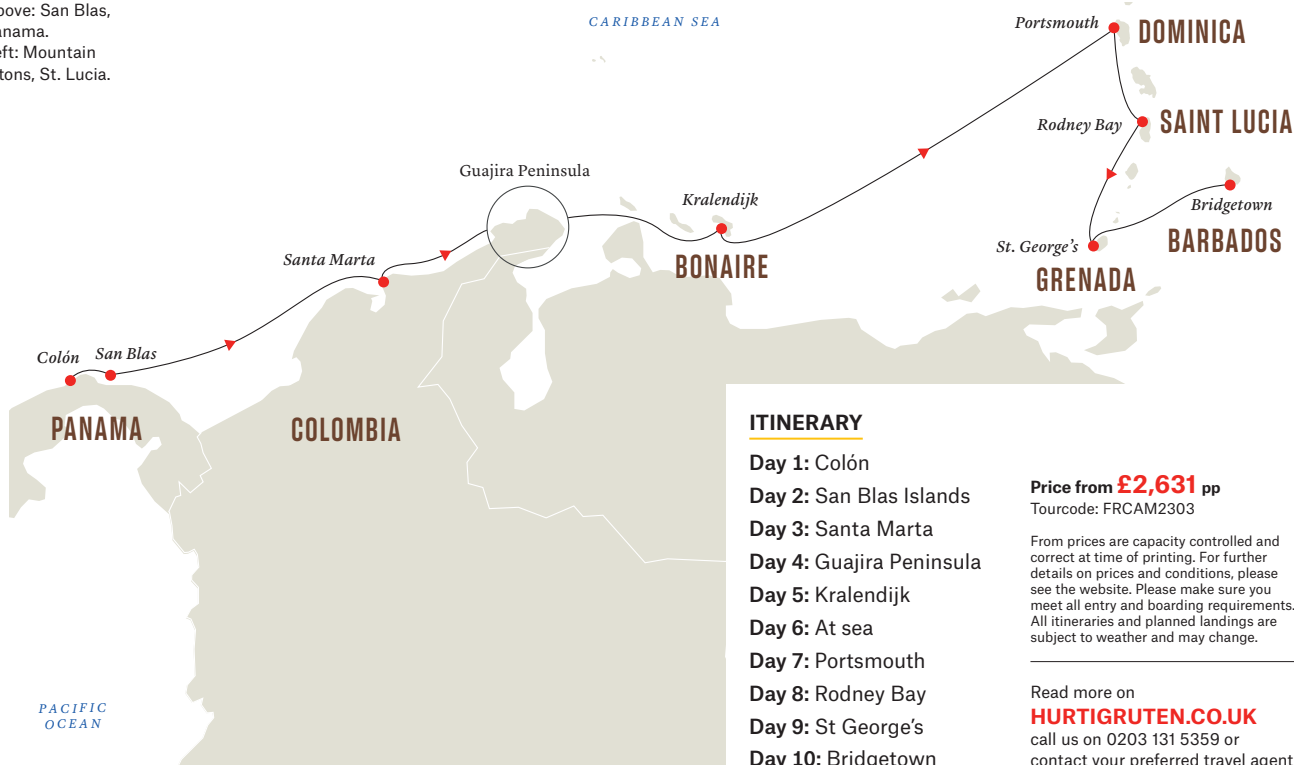 bove: San Blas,
anama.
eft: Mountain
tons, St. Lucia.
CARIBBEAN SEA
Portsmouth
DOMINICA
Rodney Bay
SAINT LUCIA
Guajira Peninsula
Kralendijk
Bridgetown
BARBADOS
St. George's
GRENADA
BONAIRE
Santa Marta
Colón
San Blas
PANAMA
COLOMBIA
PACIFIC
OCEAN
ITINERARY
Day 1: Colón
Day 2: San Blas Islands
Day 3: Santa Marta
Day 4: Guajira Peninsula
Day 5: Kralendijk
Day 6: At sea
Day 7: Portsmouth
Day 8: Rodney Bay
Day 9: St George's
Day 10: Bridgetown
Price from £2,631 pp
Tourcode: FRCAM2303
From prices are capacity controlled and
correct at time of printing. For further
details on prices and conditions, please
see the website. Please make sure you
meet all entry and boarding requirements.
All itineraries and planned landings are
subject to weather and may change.
Read more on
HURTIGRUTEN.CO.UK
call us on 0203 131 5359 or
contact your preferred travel agent